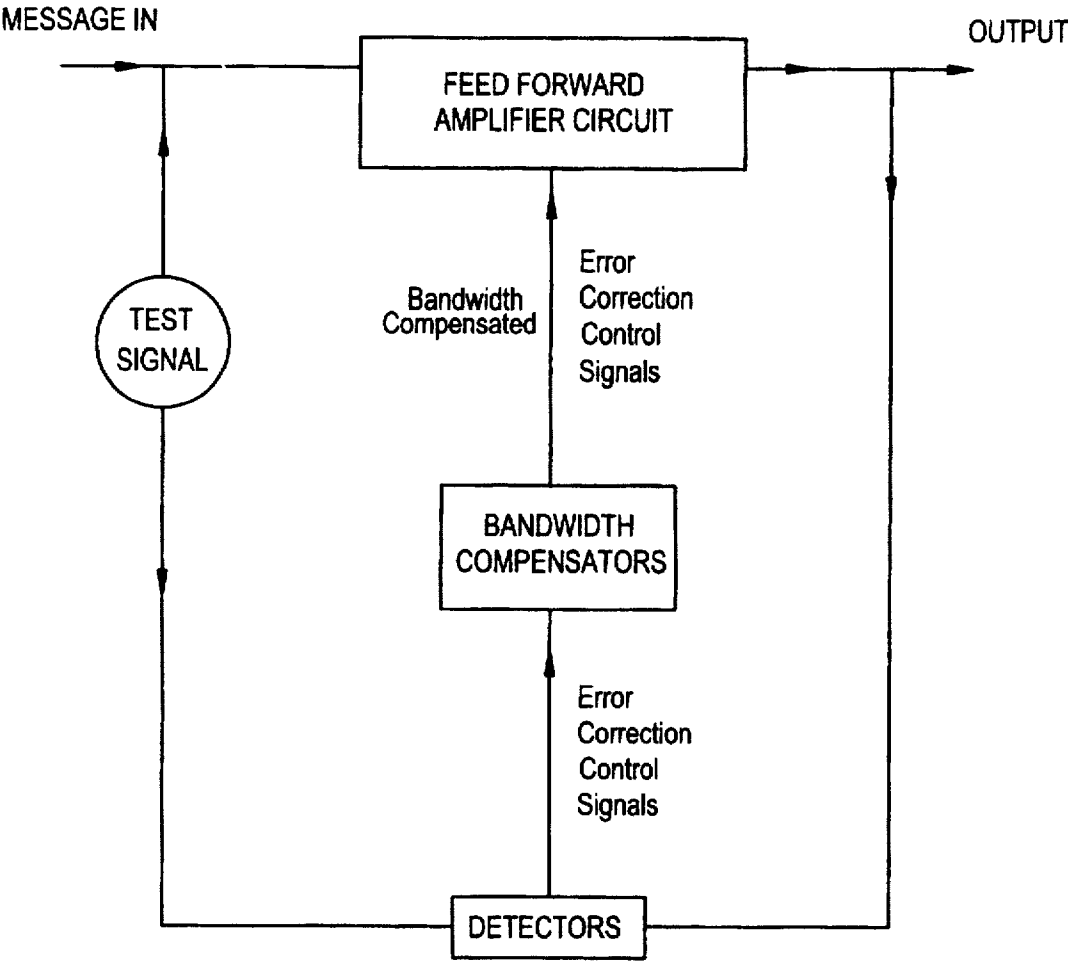 MESSAGE IN
OUTPUT
FEED FORWARD
AMPLIFIER CIRCUIT
Error
Correction
Control
Signals
Bandwidth
Compensated
TEST
SIGNAL
BANDWIDTH
COMPENSATORS
Error
Correction
Control
Signals
DETECTORS